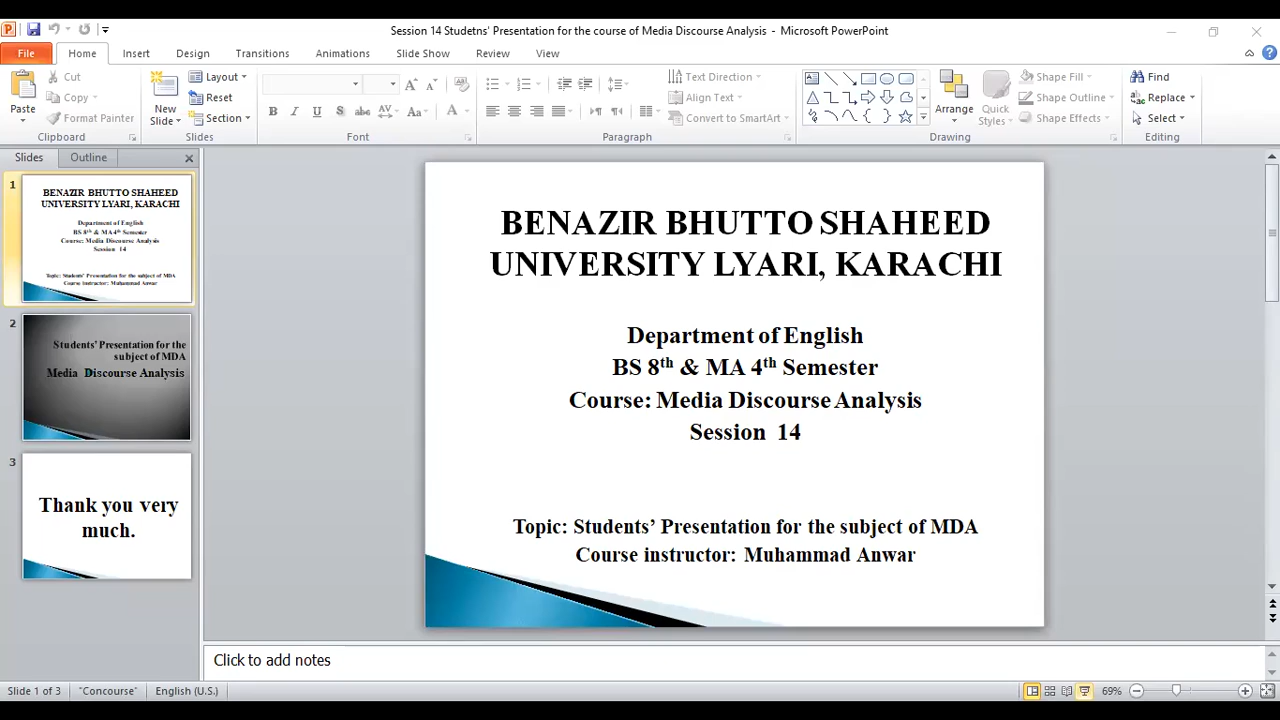 Session 14 Studetns' Presentation for the course of Media Discourse Analysis - Microsoft PowerPoint
File Home Insert Design Transitions Animations Slide Show Review View
Paste
Cut
Copy
Format Painter
Clipboard
New Slide
Layout
Reset
Section
Slides
Font
Paragraph
Text Direction
Align Text
Convert to SmartArt
Arrange
Quick Styles
Shape Fill
Shape Outline
Shape Effects
Drawing
Find
Replace
Select
Editing
Slides Outline
1
BENAZIR BHUTTO SHAHEED
UNIVERSITY LYARI, KARACHI
Department of English
BS 8th & MA 4th Semester
Course: Media Discourse Analysis
Session 14
Topic: Students' Presentation for the subject of MDA
Course Instructor: Muhammad Anwar
2
Students' Presentation for the
subject of MDA
Media Discourse Analysis
3
Thank you very
much.
BENAZIR BHUTTO SHAHEED
UNIVERSITY LYARI, KARACHI
Department of English
BS 8th & MA 4th Semester
Course: Media Discourse Analysis
Session 14
Topic: Students' Presentation for the subject of MDA
Course instructor: Muhammad Anwar
Click to add notes
Slide 1 of 3 "Concourse" English (U.S.) 69%